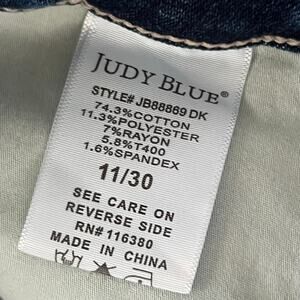 JUDY BLUE®
STYLE# JB88869 DK
74.3%COTTON
11.3%POLYESTER
7%RAYON
5.8%T400
1.6%SPANDEX
11/30
SEE CARE ON
REVERSE SIDE
RN# 116380
MADE IN CHINA